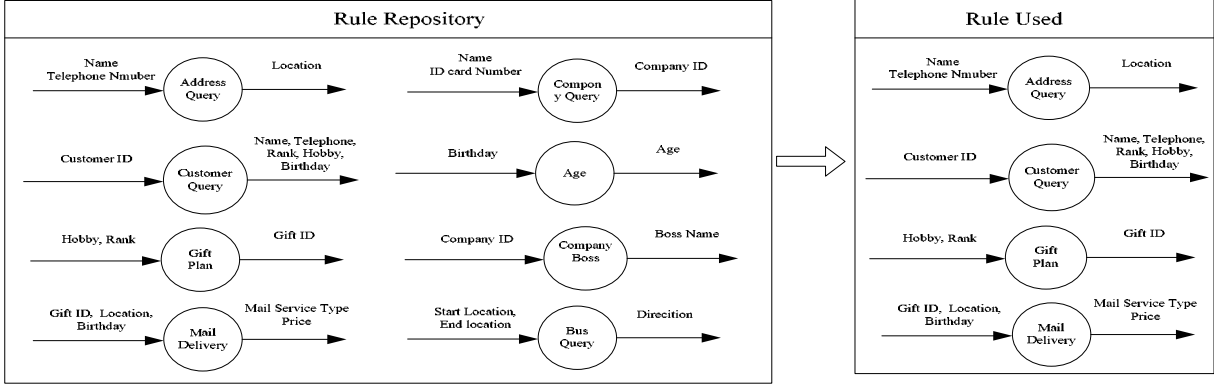 Rule Repository
Name
Telephone Nmuber
Address
Query
Location
Name
ID card Number
Compon
y Query
Company ID
Customer ID
Customer
Query
Name, Telephone,
Rank, Hobby,
Birthday
Birthday
Age
Age
Hobby, Rank
Gift
Plan
Gift ID
Company ID
Company
Boss
Boss Name
Gift ID, Location,
Birthday
Mail
Delivery
Mail Service Type
Price
Start Location,
End location
Bus
Query
Direcition
Rule Used
Name
Telephone Nmuber
Address
Query
Location
Customer ID
Customer
Query
Name, Telephone,
Rank, Hobby,
Birthday
Hobby, Rank
Gift
Plan
Gift ID
Gift ID, Location,
Birthday
Mail
Delivery
Mail Service Type
Price